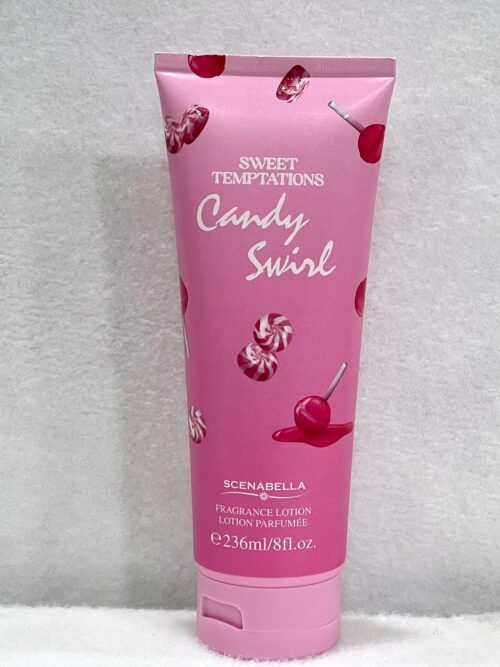 SWEET
TEMPTATIONS
Candy
Swirl
SCENABELLA
FRAGRANCE LOTION
LOTION PARFUMÉE
℮236ml/8fl.oz.